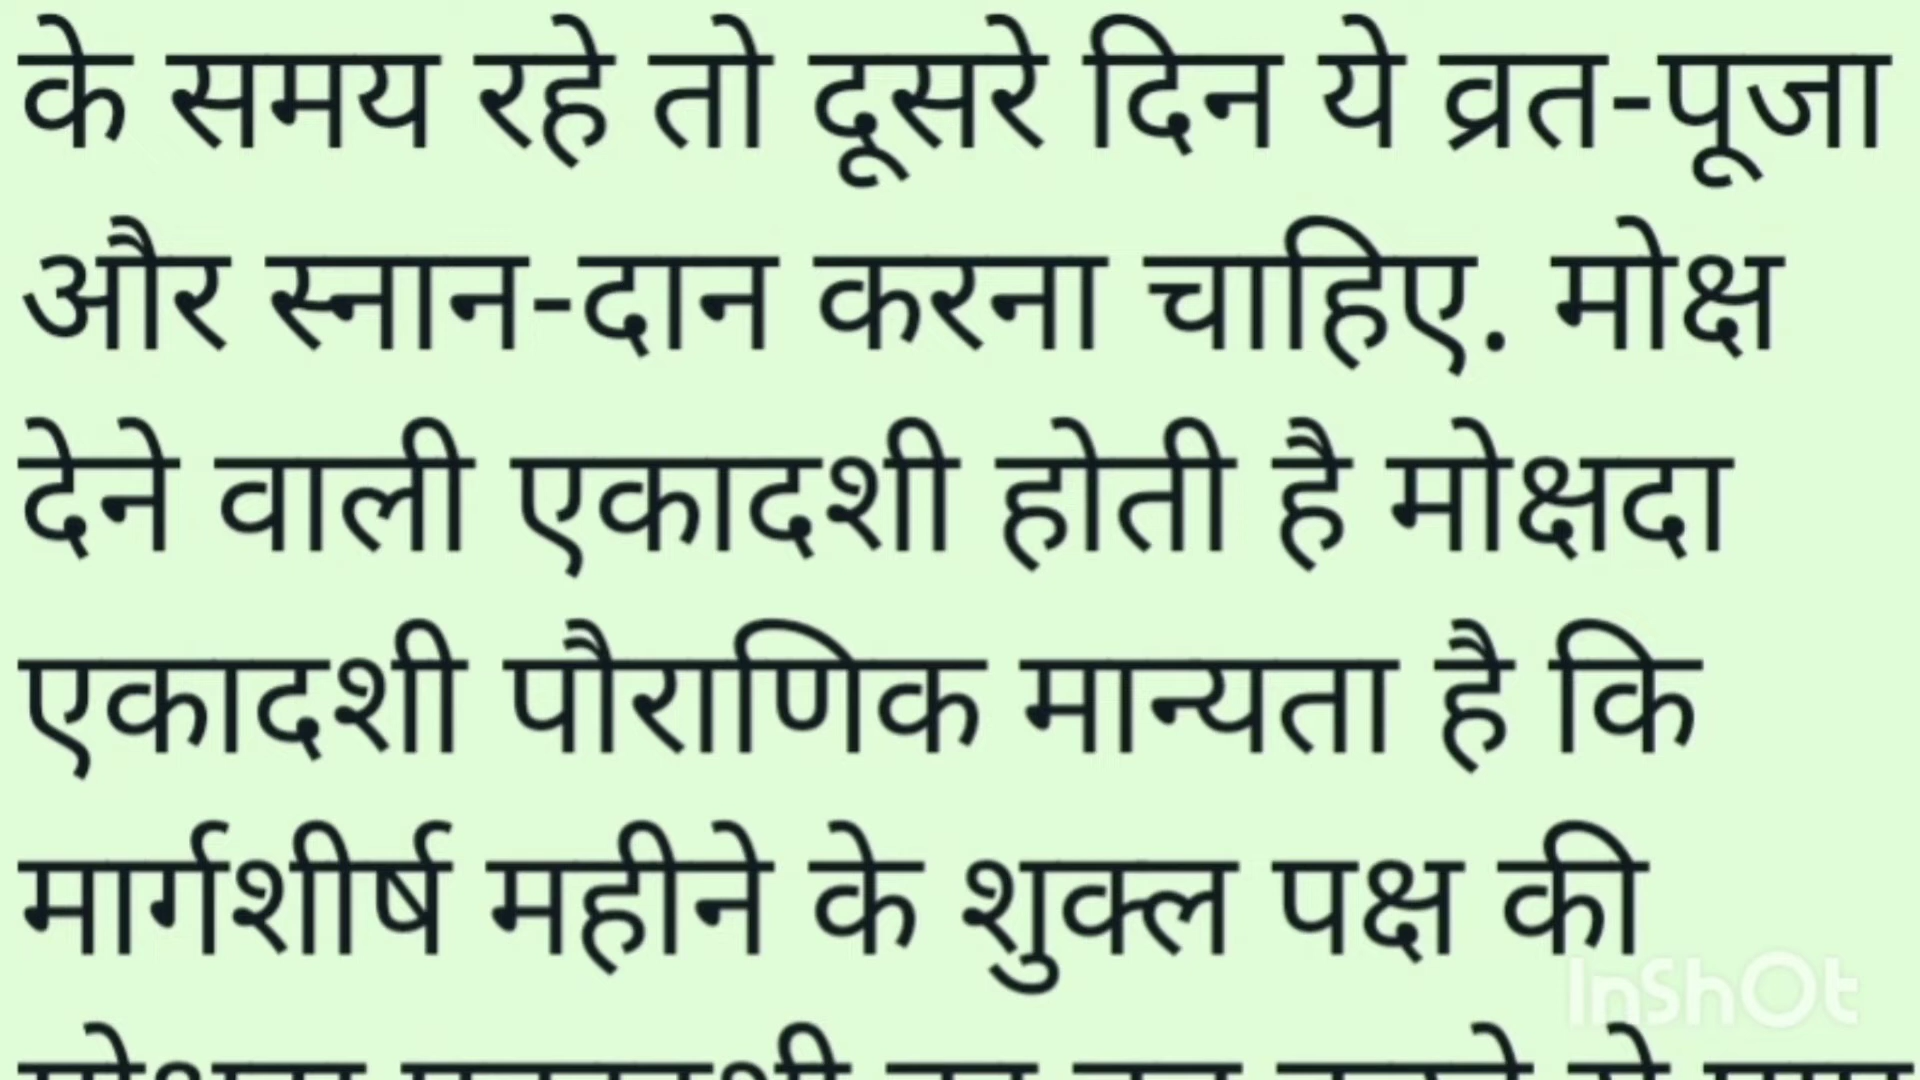 के समय रहे तो दूसरे दिन ये व्रत-पूजा
और स्नान-दान करना चाहिए. मोक्ष
देने वाली एकादशी होती है मोक्षदा
एकादशी पौराणिक मान्यता है कि
मार्गशीर्ष महीने के शुक्ल पक्ष की
InShOt